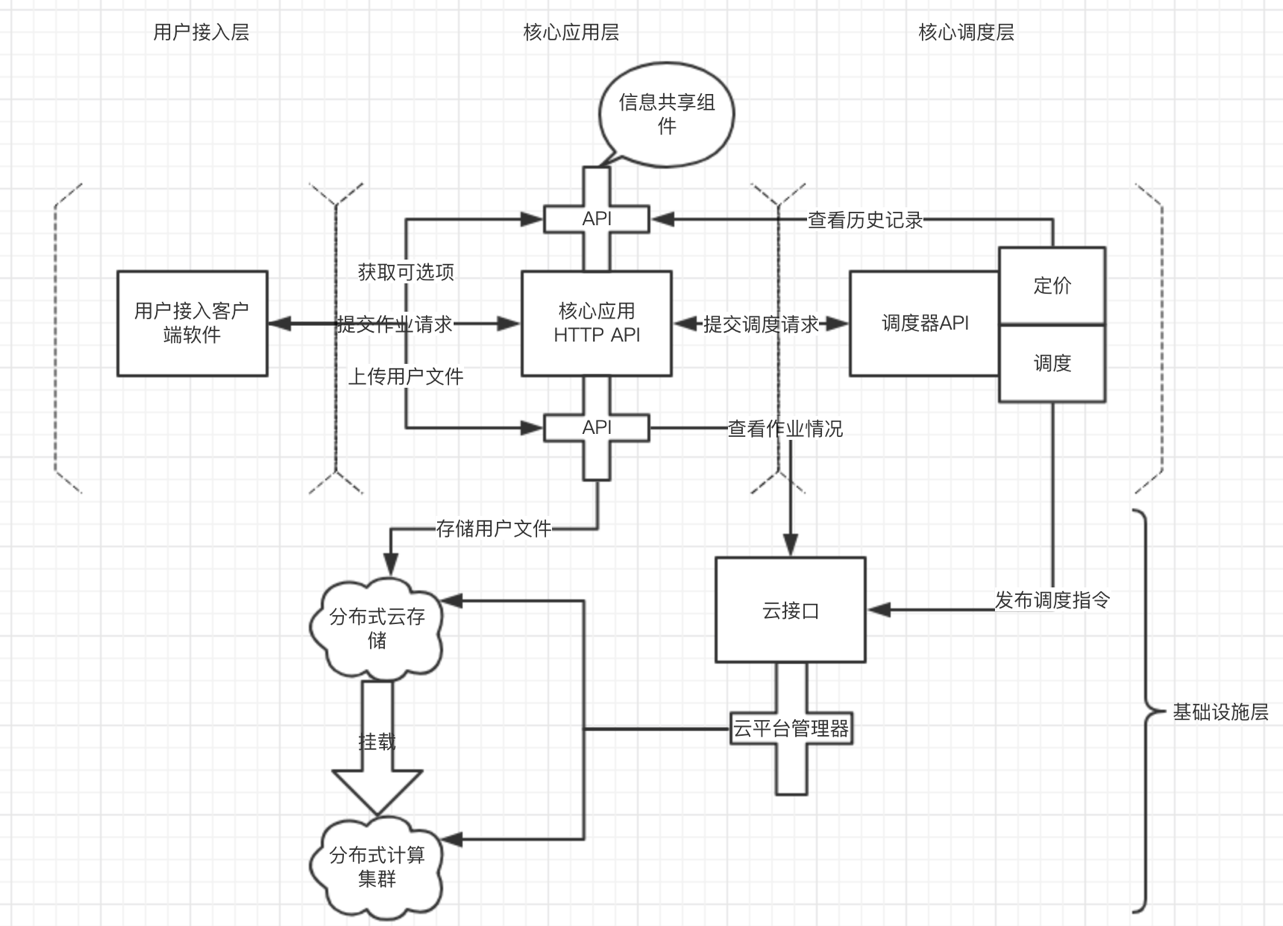 用户接入层
核心应用层
核心调度层
信息共享组
件
API
查看历史记录
获取可选项
定价
用户接入客户
端软件
提交作业请求
核心应用
HTTP API
提交调度请求
调度器API
调度
上传用户文件
API
查看作业情况
存储用户文件
分布式云存
储
云接口
发布调度指令
基础设施层
云平台管理器
挂载
分布式计算
集群